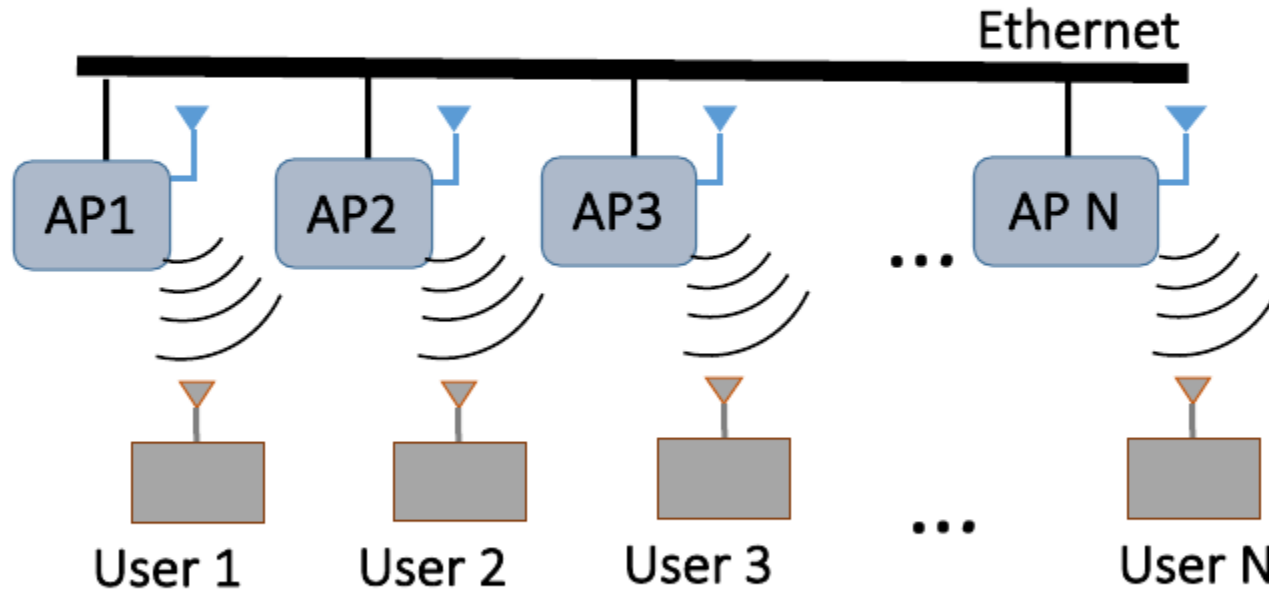 Ethernet
AP1
AP2
AP3
...
AP N
User 1
User 2
User 3
...
User N